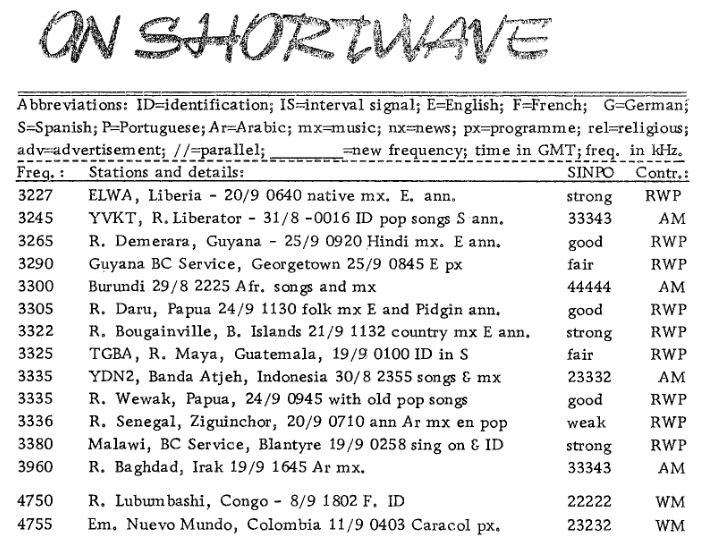 ON SHORTWAVE
Abbreviations: ID=identification; IS=interval signal; E=English; F=French; G=German;
S=Spanish; P=Portuguese; Ar=Arabic; mx=music; nx=news; px=programme; rel=religious;
adv=advertisement; //=parallel; ________=new frequency; time in GMT; freq. in kHz.
Freq.: Stations and details: SINPO Contr.:
3227 ELWA, Liberia - 20/9 0640 native mx. E. ann. strong RWP
3245 YVKT, R. Liberator - 31/8 -0016 ID pop songs S ann. 33343 AM
3265 R. Demerara, Guyana - 25/9 0920 Hindi mx. E ann. good RWP
3290 Guyana BC Service, Georgetown 25/9 0845 E px fair RWP
3300 Burundi 29/8 2225 Afr. songs and mx 44444 AM
3305 R. Daru, Papua 24/9 1130 folk mx E and Pidgin ann. good RWP
3322 R. Bougainville, B. Islands 21/9 1132 country mx E ann. strong RWP
3325 TGBA, R. Maya, Guatemala, 19/9 0100 ID in S fair RWP
3335 YDN2, Banda Atjeh, Indonesia 30/8 2355 songs & mx 23332 AM
3335 R. Wewak, Papua, 24/9 0945 with old pop songs good RWP
3336 R. Senegal, Ziguinchor, 20/9 0710 ann Ar mx en pop weak RWP
3380 Malawi, BC Service, Blantyre 19/9 0258 sing on & ID strong RWP
3960 R. Baghdad, Irak 19/9 1645 Ar mx. 33343 AM
4750 R. Lubumbashi, Congo - 8/9 1802 F. ID 22222 WM
4755 Em. Nuevo Mundo, Colombia 11/9 0403 Caracol px. 23232 WM